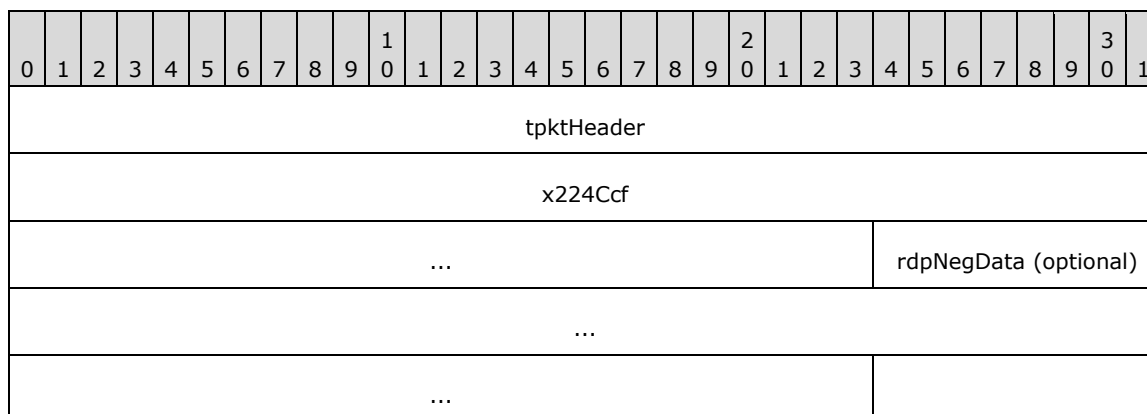 1 2 3
0 1 2 3 4 5 6 7 8 9 0 1 2 3 4 5 6 7 8 9 0 1 2 3 4 5 6 7 8 9 0 1
tpktHeader
x224Ccf
... rdpNegData (optional)
...
...